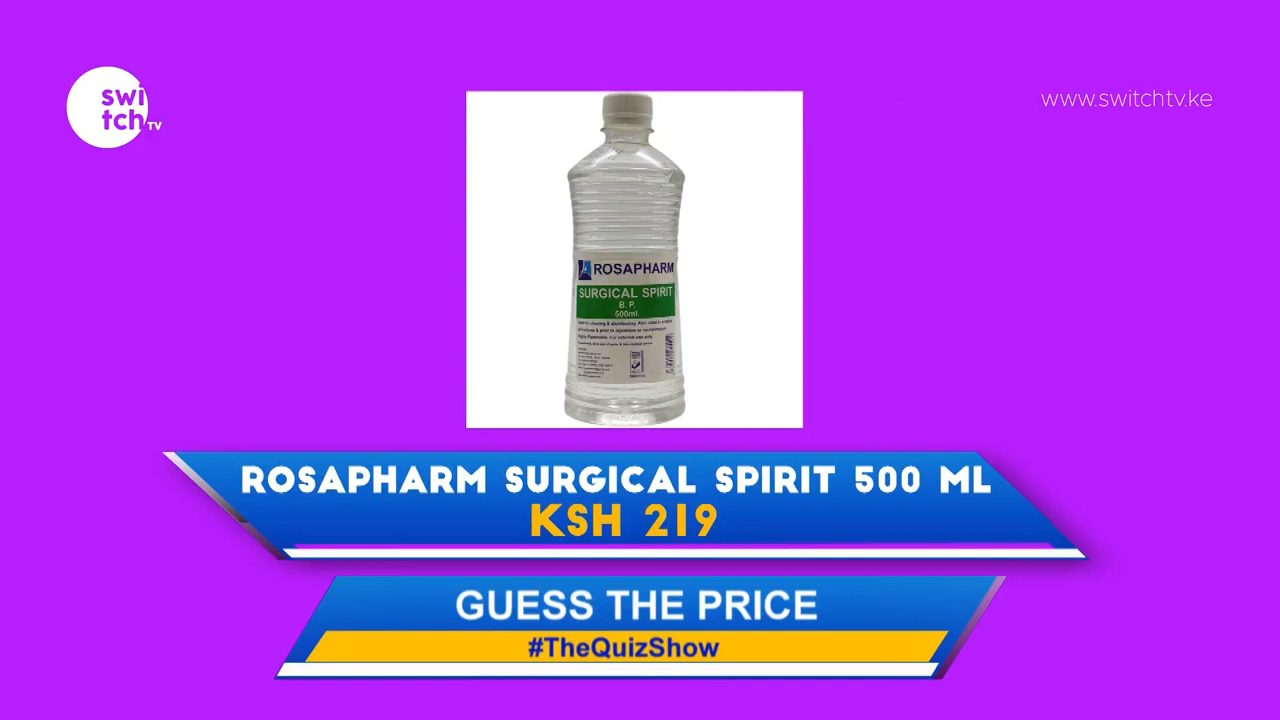 swi
tch TV
www.switchtv.ke
ROSAPHARM
SURGICAL SPIRIT
B. P.
500ml.
ROSAPHARM SURGICAL SPIRIT 500 ML
KSH 219
GUESS THE PRICE
#TheQuizShow